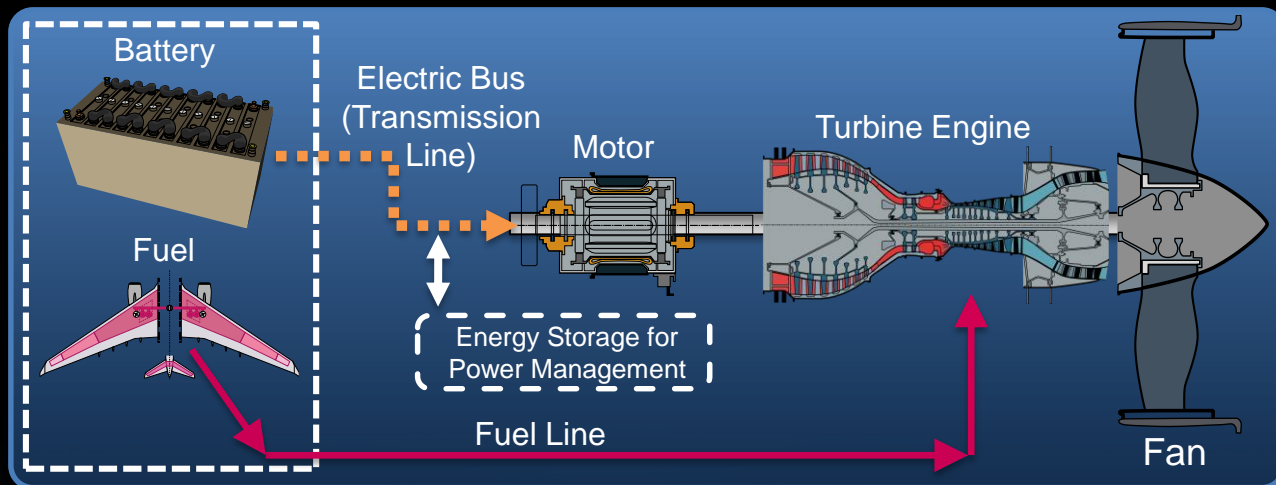 Battery
Electric Bus
(Transmission
Line)
Motor
Turbine Engine
Fuel
Energy Storage for
Power Management
Fuel Line
Fan